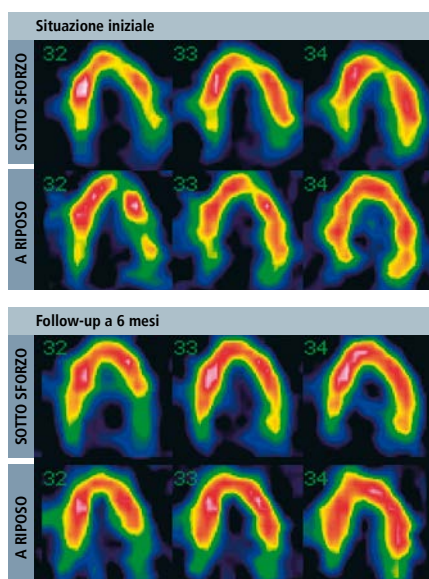 Situazione iniziale
SOTTO SFORZO
32 33 34
A RIPOSO
32 33 34
Follow-up a 6 mesi
SOTTO SFORZO
32 33 34
A RIPOSO
32 33 34